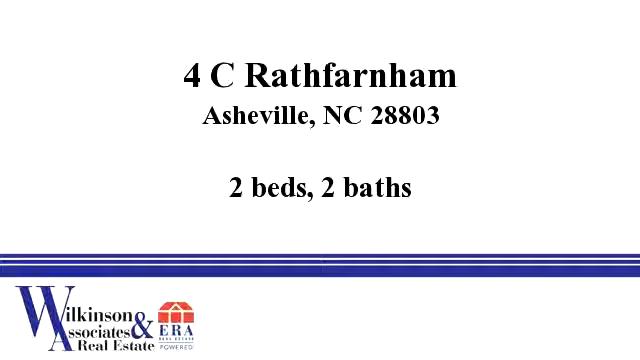 4 C Rathfarnham
Asheville, NC 28803
2 beds, 2 baths
Wilkinson &
Associates
Real Estate
ERA
REAL ESTATE
POWERED